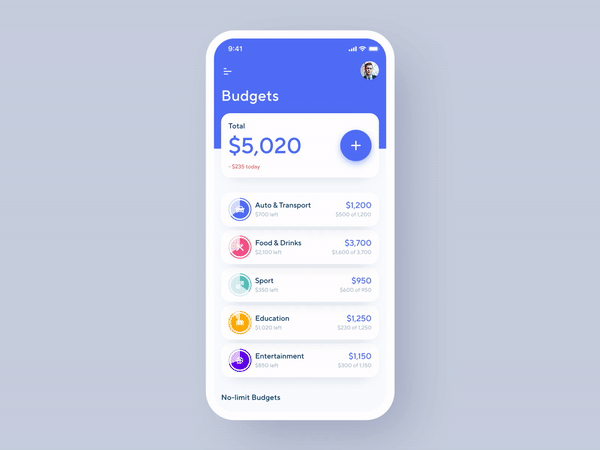 9:41
Budgets
Total
$5,020
- $235 today
Auto & Transport $1,200
$700 left $500 of 1,200
Food & Drinks $3,700
$2,100 left $1,600 of 3,700
Sport $950
$350 left $600 of 950
Education $1,250
$1,020 left $230 of 1,250
Entertainment $1,150
$850 left $300 of 1,150
No-limit Budgets